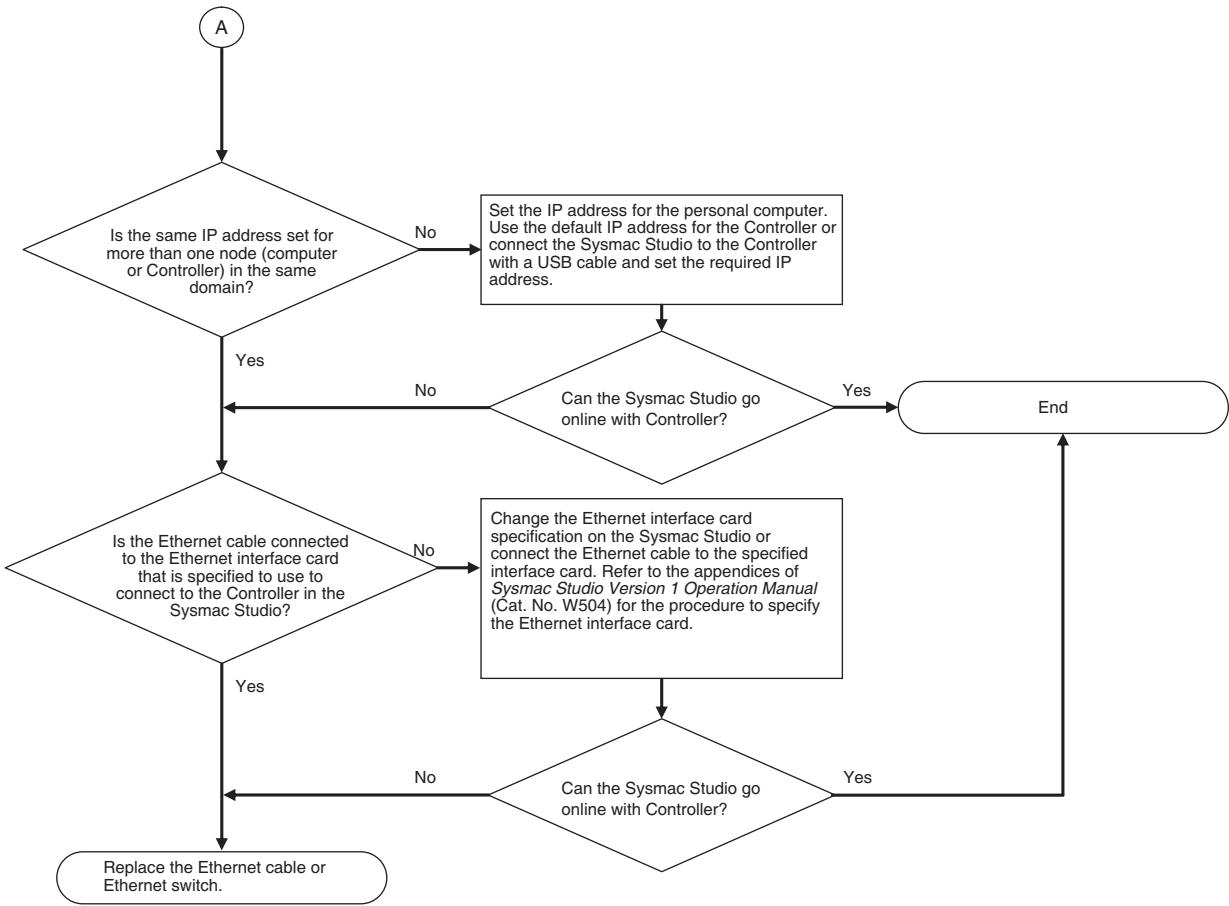 A
Is the same IP address set for
more than one node (computer
or Controller) in the same
domain?
No
Set the IP address for the personal computer.
Use the default IP address for the Controller or
connect the Sysmac Studio to the Controller
with a USB cable and set the required IP
address.
Yes
No
Can the Sysmac Studio go
online with Controller?
Yes
End
Is the Ethernet cable connected
to the Ethernet interface card
that is specified to use to
connect to the Controller in the
Sysmac Studio?
No
Change the Ethernet interface card
specification on the Sysmac Studio or
connect the Ethernet cable to the specified
interface card. Refer to the appendices of
Sysmac Studio Version 1 Operation Manual
(Cat. No. W504) for the procedure to specify
the Ethernet interface card.
Yes
No
Can the Sysmac Studio go
online with Controller?
Yes
Replace the Ethernet cable or
Ethernet switch.